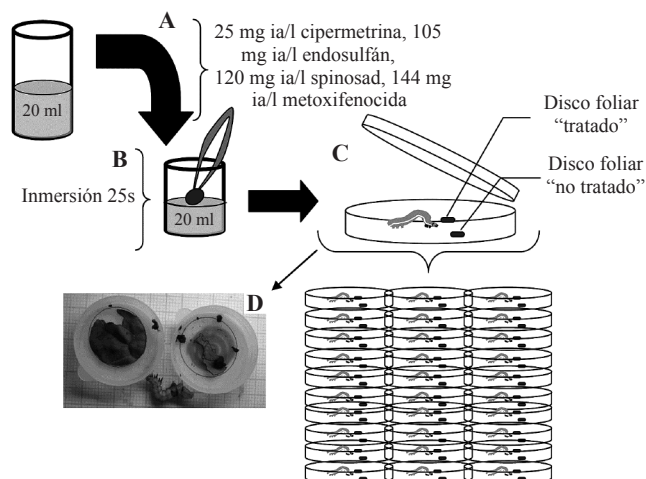 A
25 mg ia/l cipermetrina, 105
mg ia/l endosulfán,
120 mg ia/l spinosad, 144 mg
ia/l metoxifenocida
20 ml
B
Inmersión 25s
20 ml
C
Disco foliar
“tratado”
Disco foliar
“no tratado”
D